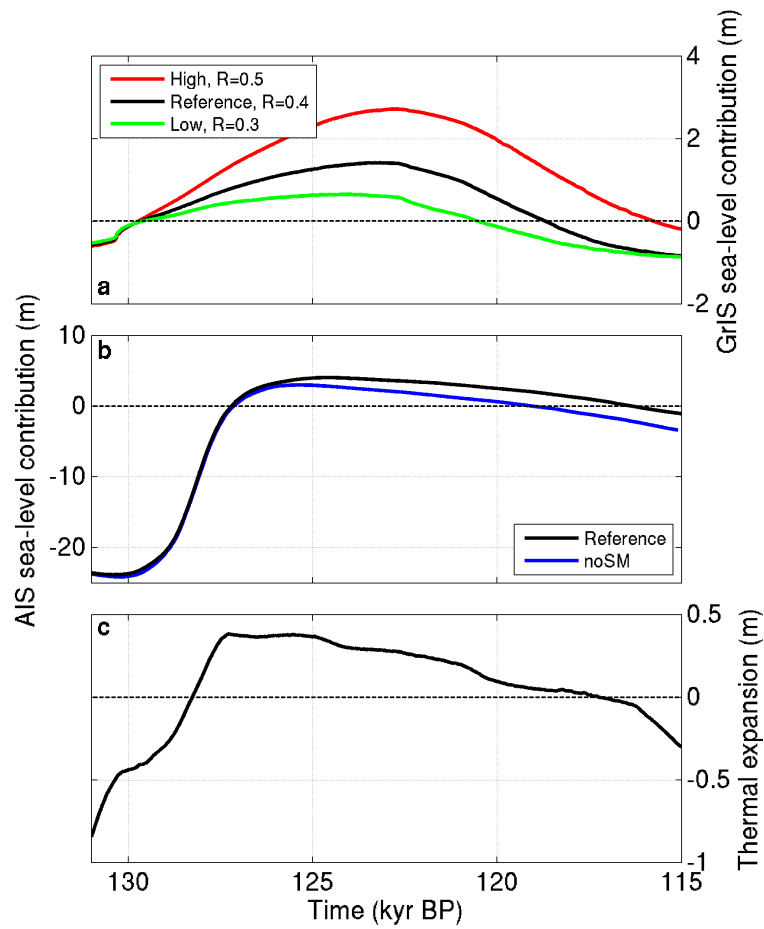 High, R=0.5
Reference, R=0.4
Low, R=0.3
a
4
2
0
-2
GrIS sea-level contribution (m)
AIS sea-level contribution (m)
10
0
-10
-20
b
Reference
noSM
c
0.5
0
-0.5
-1
Thermal expansion (m)
130
125
120
115
Time (kyr BP)